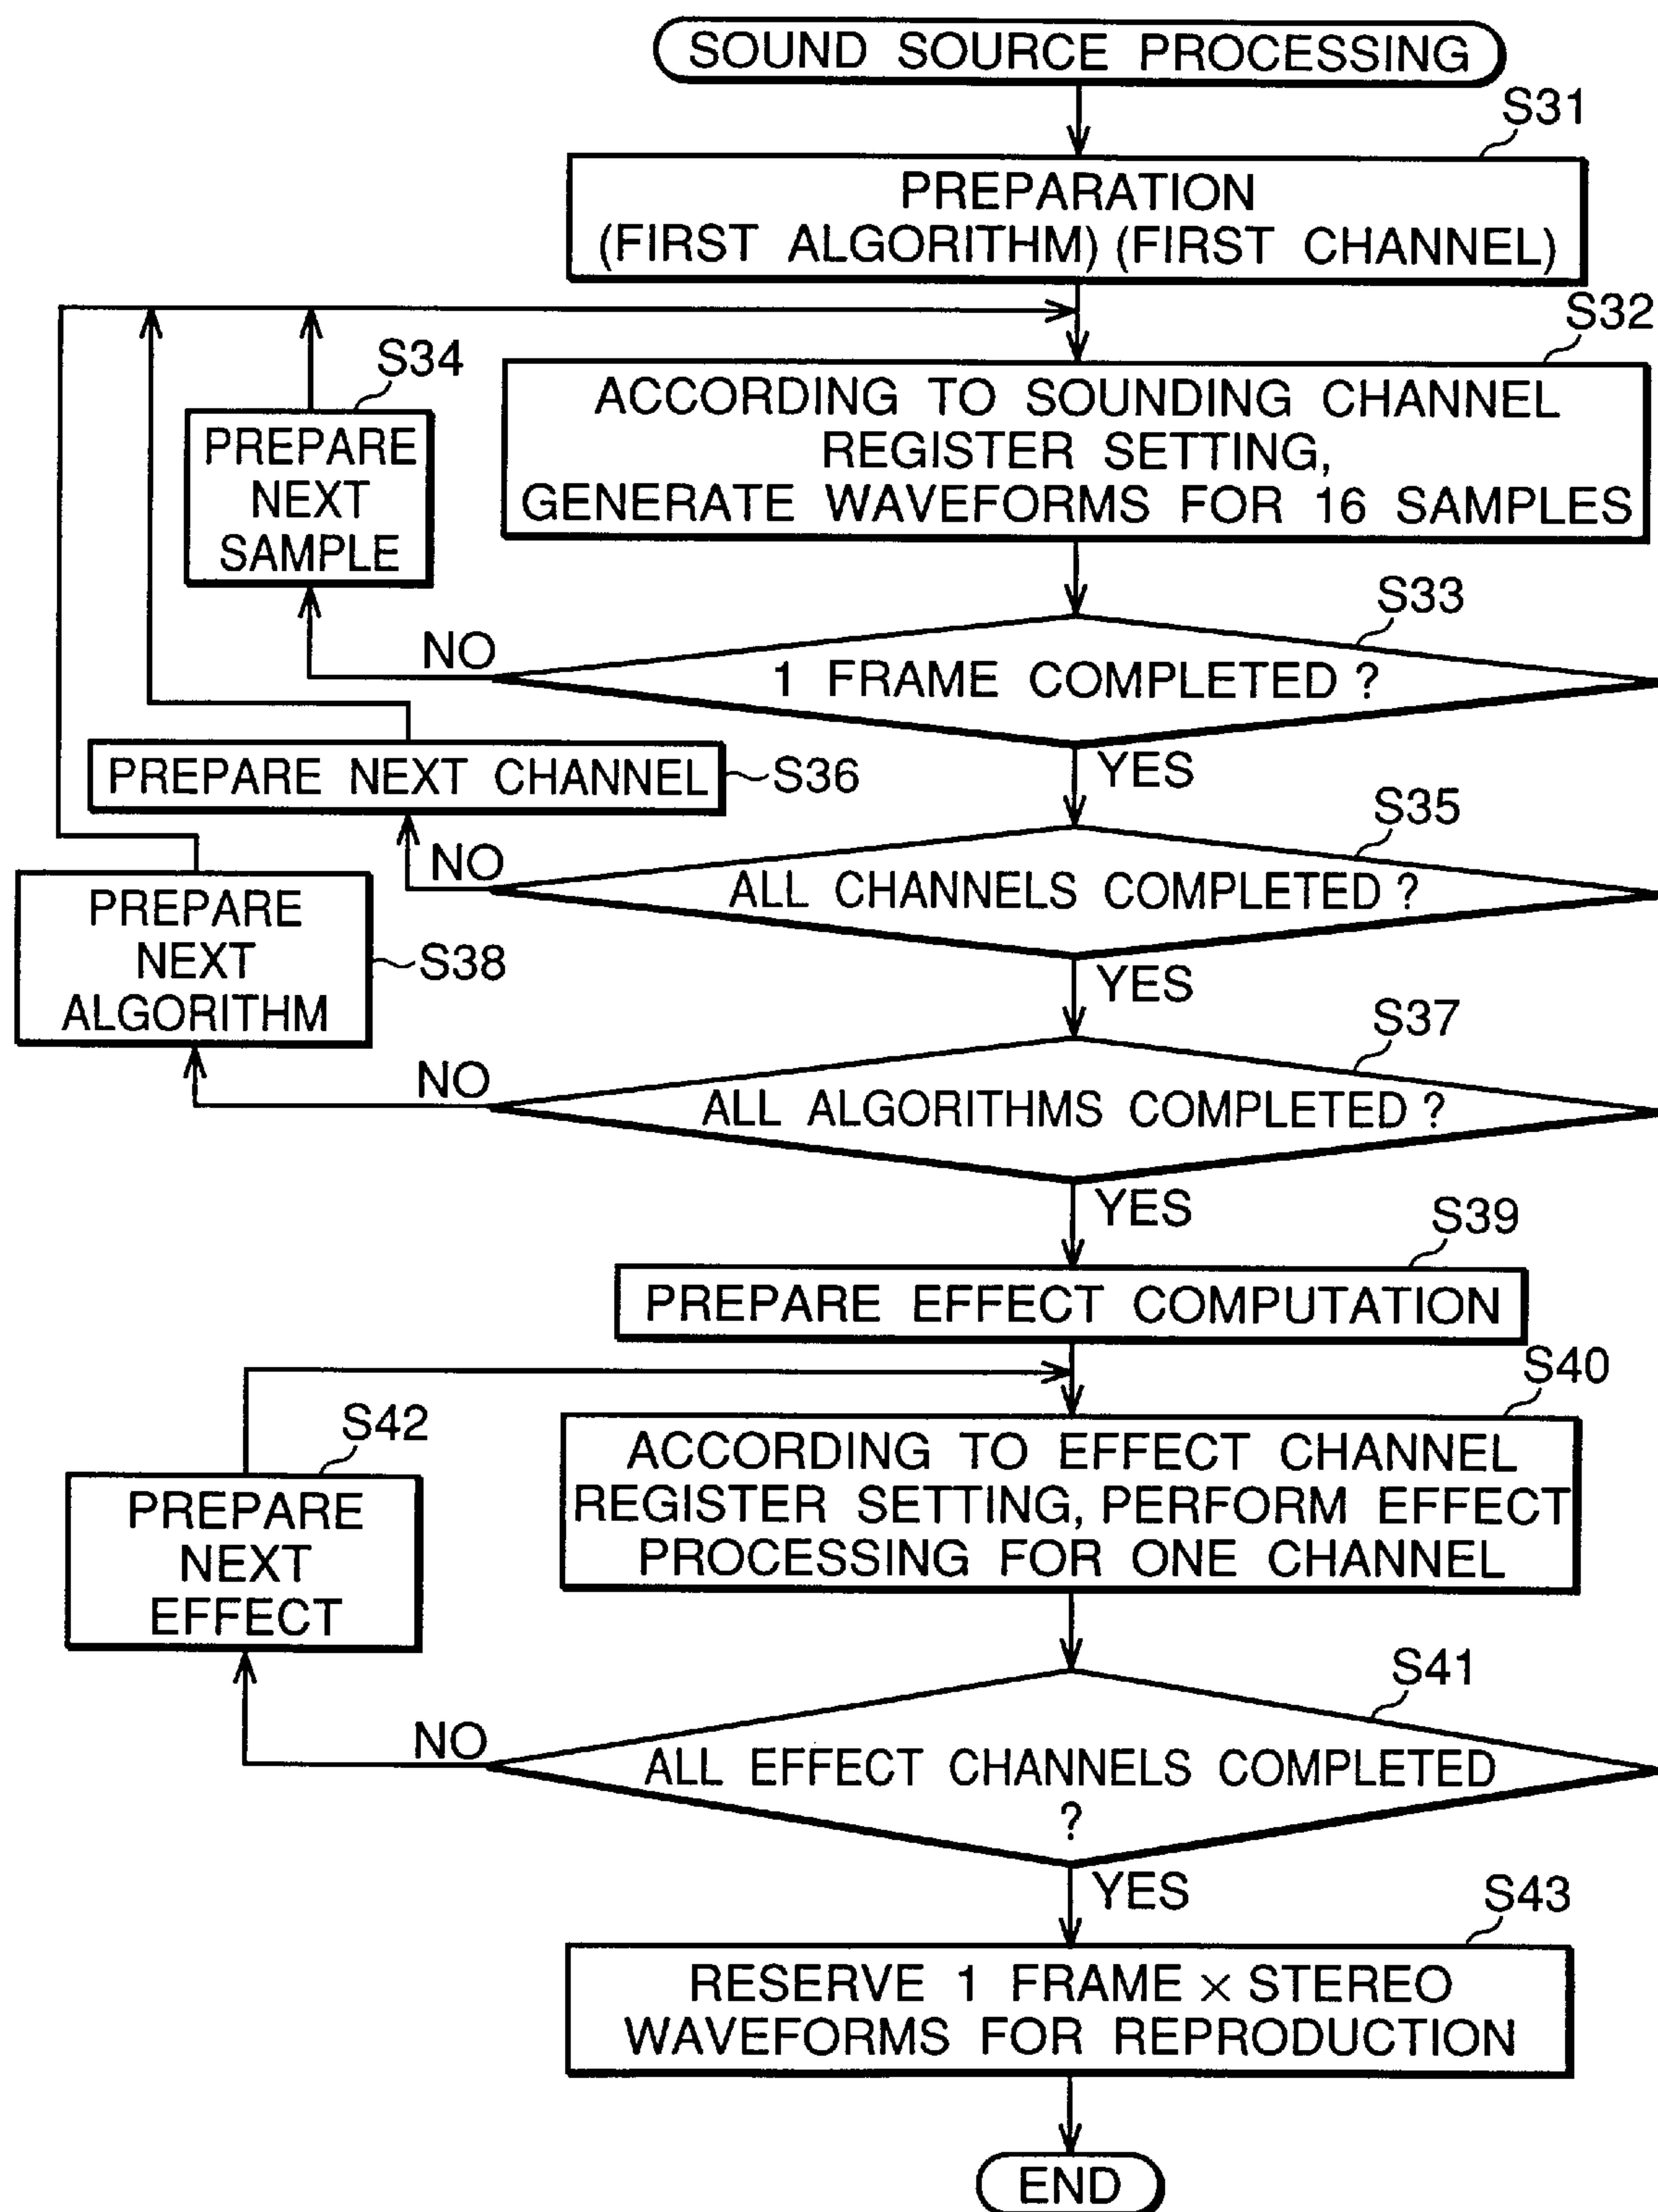 SOUND SOURCE PROCESSING
S31
PREPARATION
(FIRST ALGORITHM) (FIRST CHANNEL)
S32
ACCORDING TO SOUNDING CHANNEL
REGISTER SETTING,
GENERATE WAVEFORMS FOR 16 SAMPLES
S34
PREPARE
NEXT
SAMPLE
S33
NO
1 FRAME COMPLETED ?
YES
PREPARE NEXT CHANNEL
S36
S35
NO
ALL CHANNELS COMPLETED ?
YES
PREPARE
NEXT
ALGORITHM
S38
S37
NO
ALL ALGORITHMS COMPLETED ?
YES
S39
PREPARE EFFECT COMPUTATION
S40
ACCORDING TO EFFECT CHANNEL
REGISTER SETTING, PERFORM EFFECT
PROCESSING FOR ONE CHANNEL
S42
PREPARE
NEXT
EFFECT
S41
NO
ALL EFFECT CHANNELS COMPLETED
?
YES
S43
RESERVE 1 FRAME × STEREO
WAVEFORMS FOR REPRODUCTION
END